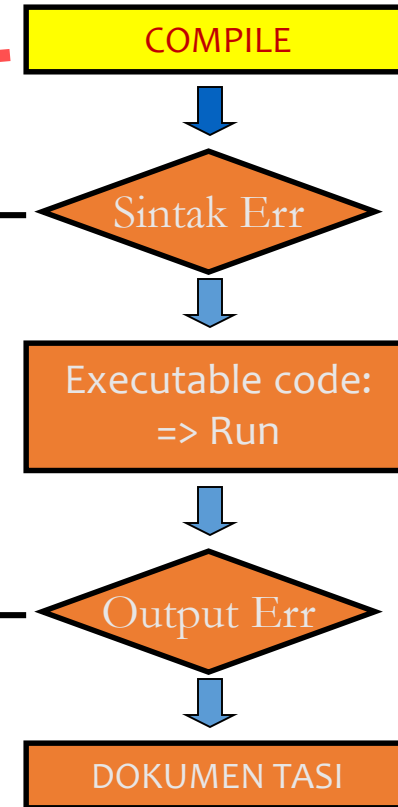 COMPILE
Sintak Err
Executable code:
=> Run
Output Err
DOKUMEN TASI